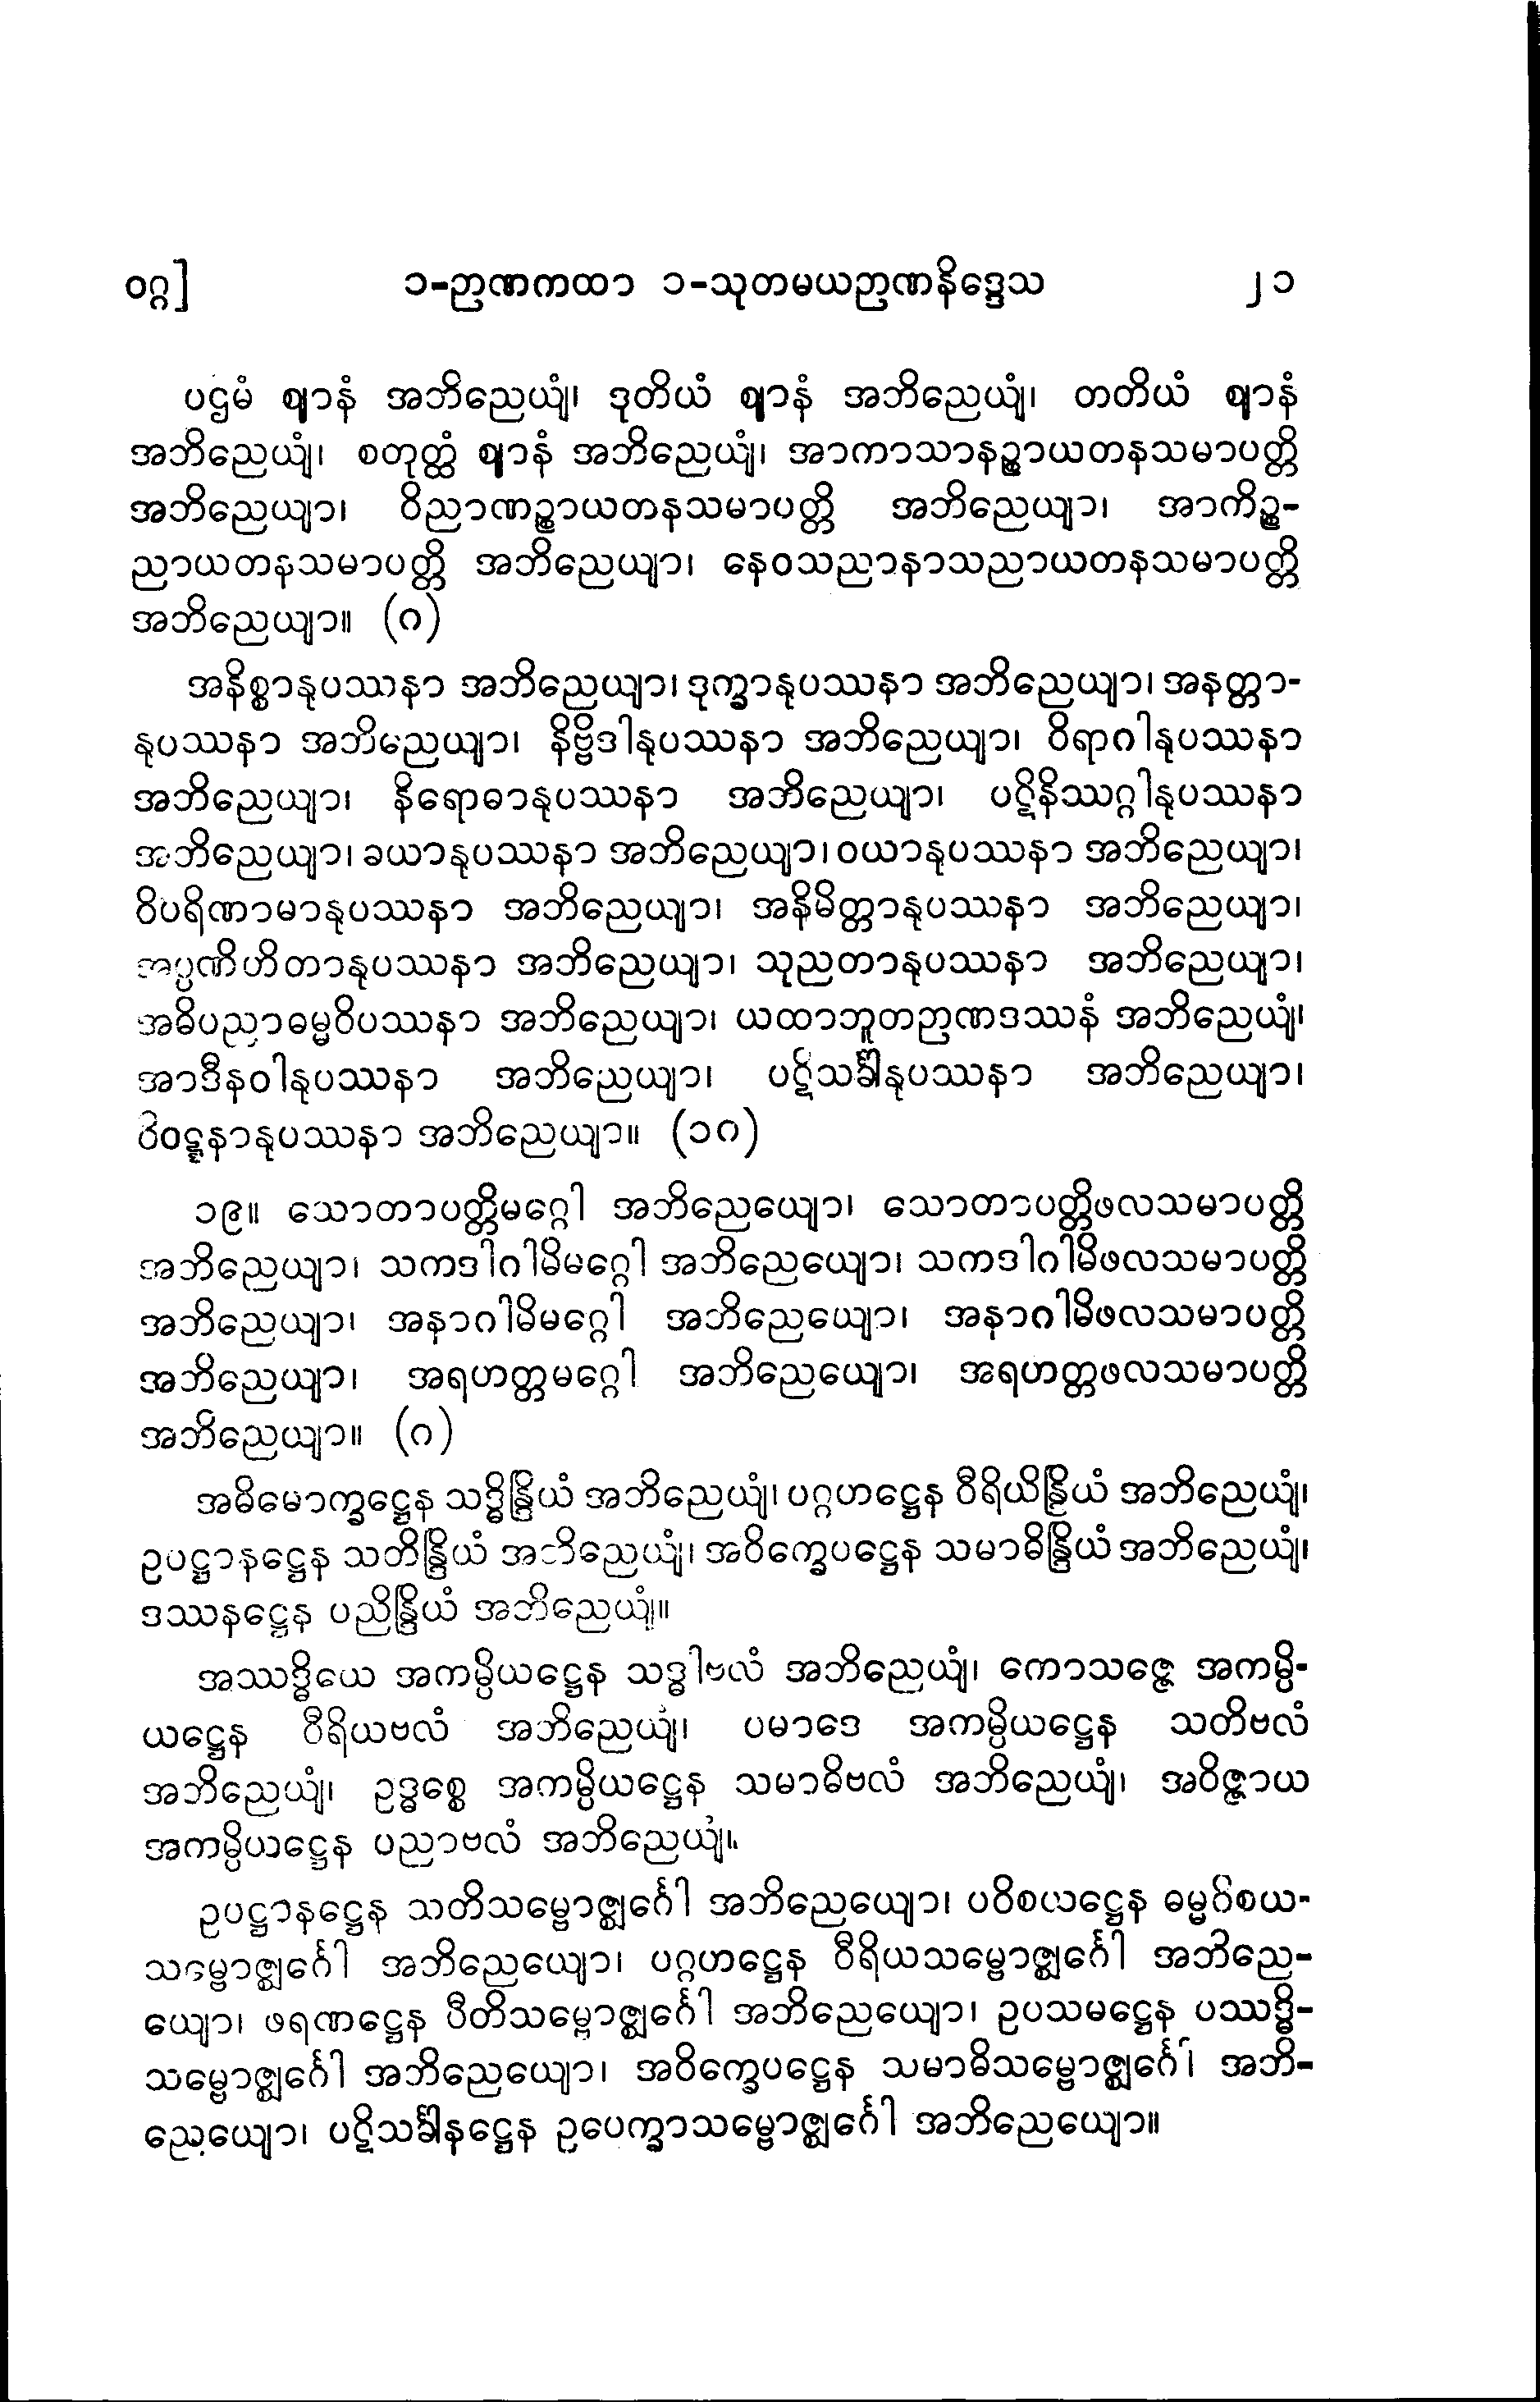 ဝဂ္ဂ] ၁-ဉာဏကထာ ၁-သုတမယဉာဏနိဒ္ဒေသ ၂၁
ပဌမံ ဈာနံ အဘိညေယျံ၊ ဒုတိယံ ဈာနံ အဘိညေယျံ၊ တတိယံ ဈာနံ
အဘိညေယျံ၊ စတုတ္ထံ ဈာနံ အဘိညေယျံ၊ အာကာသာနဉ္စာယတနသမာပတ္တိ
အဘိညေယျာ၊ ဝိညာဏဉ္စာယတနသမာပတ္တိ အဘိညေယျာ၊ အာကိဉ္စ-
ညာယတနသမာပတ္တိ အဘိညေယျာ၊ နေဝသညာနာသညာယတနသမာပတ္တိ
အဘိညေယျာ။ (ဂ)
အနိစ္စာနုပဿနာ အဘိညေယျာ၊ ဒုက္ခာနုပဿနာ အဘိညေယျာ၊ အနတ္တာ-
နုပဿနာ အဘိညေယျာ၊ နိဗ္ဗိဒါနုပဿနာ အဘိညေယျာ၊ ဝိရာဂါနုပဿနာ
အဘိညေယျာ၊ နိရောဓာနုပဿနာ အဘိညေယျာ၊ ပဋိနိဿဂ္ဂါနုပဿနာ
အဘိညေယျာ၊ ခယာနုပဿနာ အဘိညေယျာ၊ ဝယာနုပဿနာ အဘိညေယျာ၊
ဝိပရိဏာမာနုပဿနာ အဘိညေယျာ၊ အနိမိတ္တာနုပဿနာ အဘိညေယျာ၊
အပ္ပဏိဟိတာနုပဿနာ အဘိညေယျာ၊ သုညတာနုပဿနာ အဘိညေယျာ၊
အဓိပညာဓမ္မဝိပဿနာ အဘိညေယျာ၊ ယထာဘူတဉာဏဒဿနံ အဘိညေယျံ၊
အာဒီနဝါနုပဿနာ အဘိညေယျာ၊ ပဋိသင်္ခါနုပဿနာ အဘိညေယျာ၊
ဝိဝဋ္ဋနာနုပဿနာ အဘိညေယျာ။ (၁ဂ)
၁၉။ သောတာပတ္တိမဂ္ဂေါ အဘိညေယျော၊ သောတာပတ္တိဖလသမာပတ္တိ
အဘိညေယျာ၊ သကဒါဂါမိမဂ္ဂေါ အဘိညေယျော၊ သကဒါဂါမိဖလသမာပတ္တိ
အဘိညေယျာ၊ အနာဂါမိမဂ္ဂေါ အဘိညေယျော၊ အနာဂါမိဖလသမာပတ္တိ
အဘိညေယျာ၊ အရဟတ္တမဂ္ဂေါ အဘိညေယျော၊ အရဟတ္တဖလသမာပတ္တိ
အဘိညေယျာ။ (ဂ)
အဓိမောက္ခဋ္ဌေန သဒ္ဓိန္ဒြိယံ အဘိညေယျံ၊ ပဂ္ဂဟဋ္ဌေန ဝီရိယိန္ဒြိယံ အဘိညေယျံ၊
ဥပဋ္ဌာနဋ္ဌေန သတိန္ဒြိယံ အဘိညေယျံ၊ အဝိက္ခေပဋ္ဌေန သမာဓိန္ဒြိယံ အဘိညေယျံ၊
ဒဿနဋ္ဌေန ပညိန္ဒြိယံ အဘိညေယျံ။
အဿဒ္ဓိယေ အကမ္ပိယဋ္ဌေန သဒ္ဓါဗလံ အဘိညေယျံ၊ ကောသဇ္ဇေ အကမ္ပိ-
ယဋ္ဌေန ဝီရိယဗလံ အဘိညေယျံ၊ ပမာဒေ အကမ္ပိယဋ္ဌေန သတိဗလံ
အဘိညေယျံ၊ ဥဒ္ဓစ္စေ အကမ္ပိယဋ္ဌေန သမာဓိဗလံ အဘိညေယျံ၊ အဝိဇ္ဇာယ
အကမ္ပိယဋ္ဌေန ပညာဗလံ အဘိညေယျံ။
ဥပဋ္ဌာနဋ္ဌေန သတိသမ္ဗောဇ္ဈင်္ဂေါ အဘိညေယျော၊ ပဝိစယဋ္ဌေန ဓမ္မဝိစယ-
သမ္ဗောဇ္ဈင်္ဂေါ အဘိညေယျော၊ ပဂ္ဂဟဋ္ဌေန ဝီရိယသမ္ဗောဇ္ဈင်္ဂေါ အဘိညေ-
ယျော၊ ဖရဏဋ္ဌေန ပီတိသမ္ဗောဇ္ဈင်္ဂေါ အဘိညေယျော၊ ဥပသမဋ္ဌေန ပဿဒ္ဓိ-
သမ္ဗောဇ္ဈင်္ဂေါ အဘိညေယျော၊ အဝိက္ခေပဋ္ဌေန သမာဓိသမ္ဗောဇ္ဈင်္ဂေါ အဘိ-
ညေယျော၊ ပဋိသင်္ခါနဋ္ဌေန ဥပေက္ခာသမ္ဗောဇ္ဈင်္ဂေါ အဘိညေယျော။